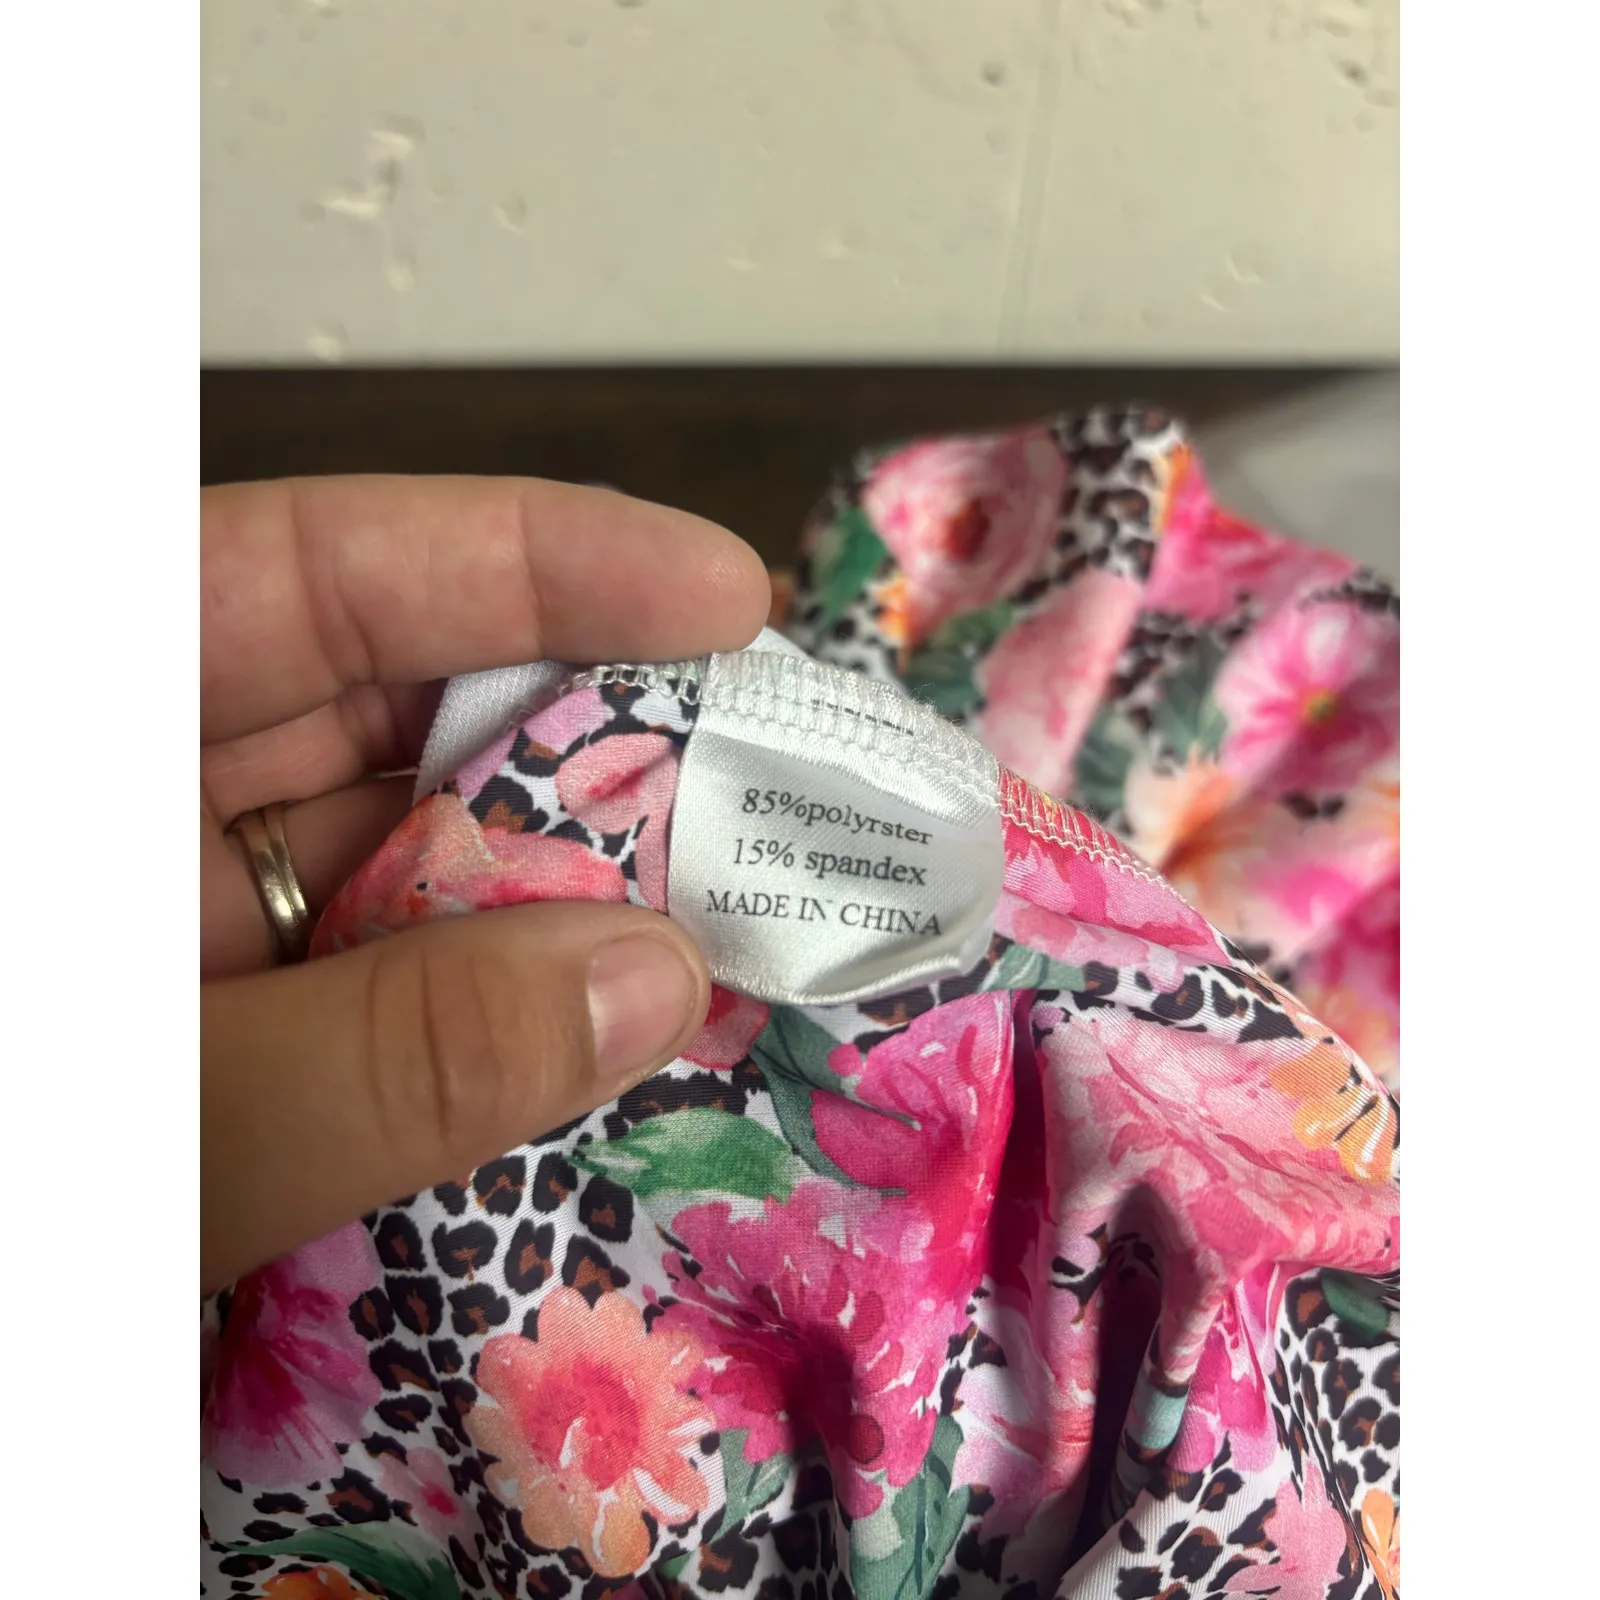 85%polyrster
15% spandex
MADE IN CHINA